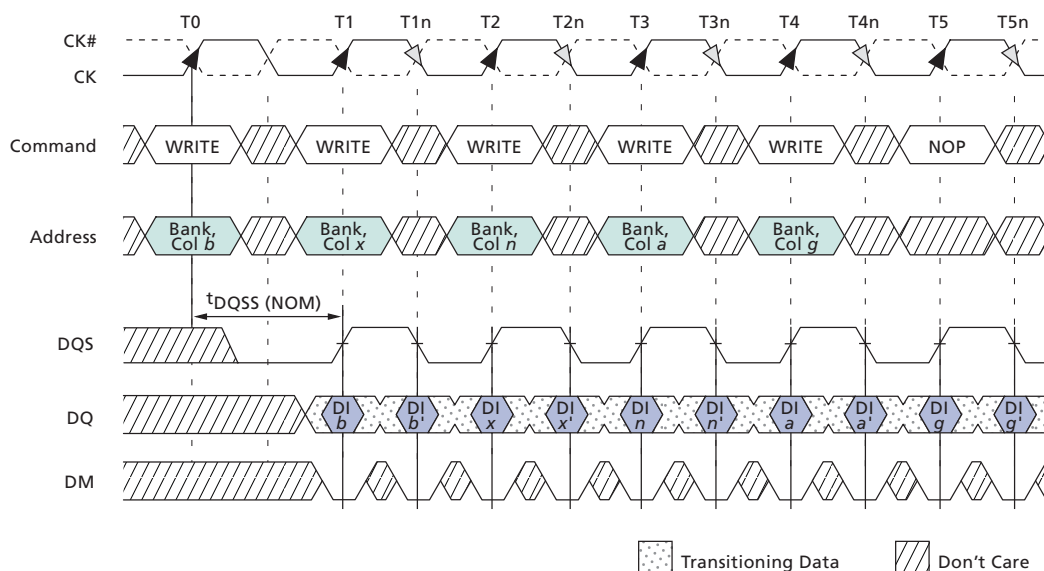 T0 T1 T1n T2 T2n T3 T3n T4 T4n T5 T5n
CK#
CK
Command WRITE WRITE WRITE WRITE WRITE NOP
Address Bank, Col b Bank, Col x Bank, Col n Bank, Col a Bank, Col g
tDQSS (NOM)
DQS
DQ DI b DI b' DI x DI x' DI n DI n' DI a DI a' DI g DI g'
DM
Transitioning Data Don't Care